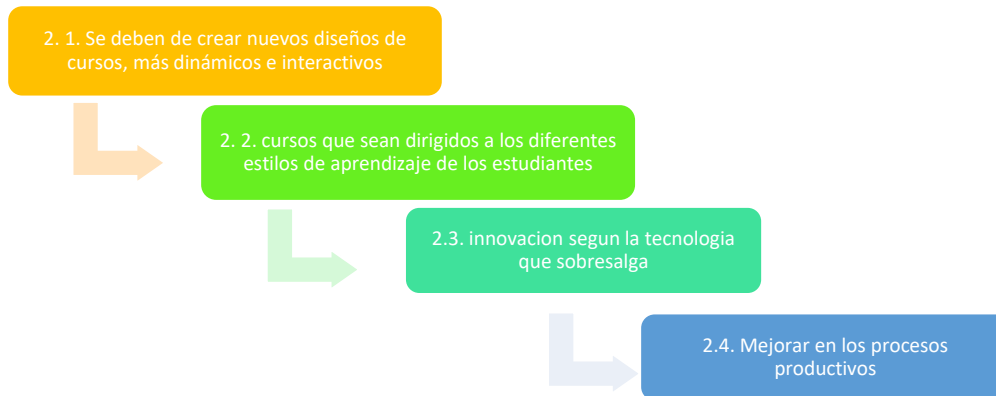 2. 1. Se deben de crear nuevos diseños de
cursos, más dinámicos e interactivos
2. 2. cursos que sean dirigidos a los diferentes
estilos de aprendizaje de los estudiantes
2.3. innovacion segun la tecnologia
que sobresalga
2.4. Mejorar en los procesos
productivos